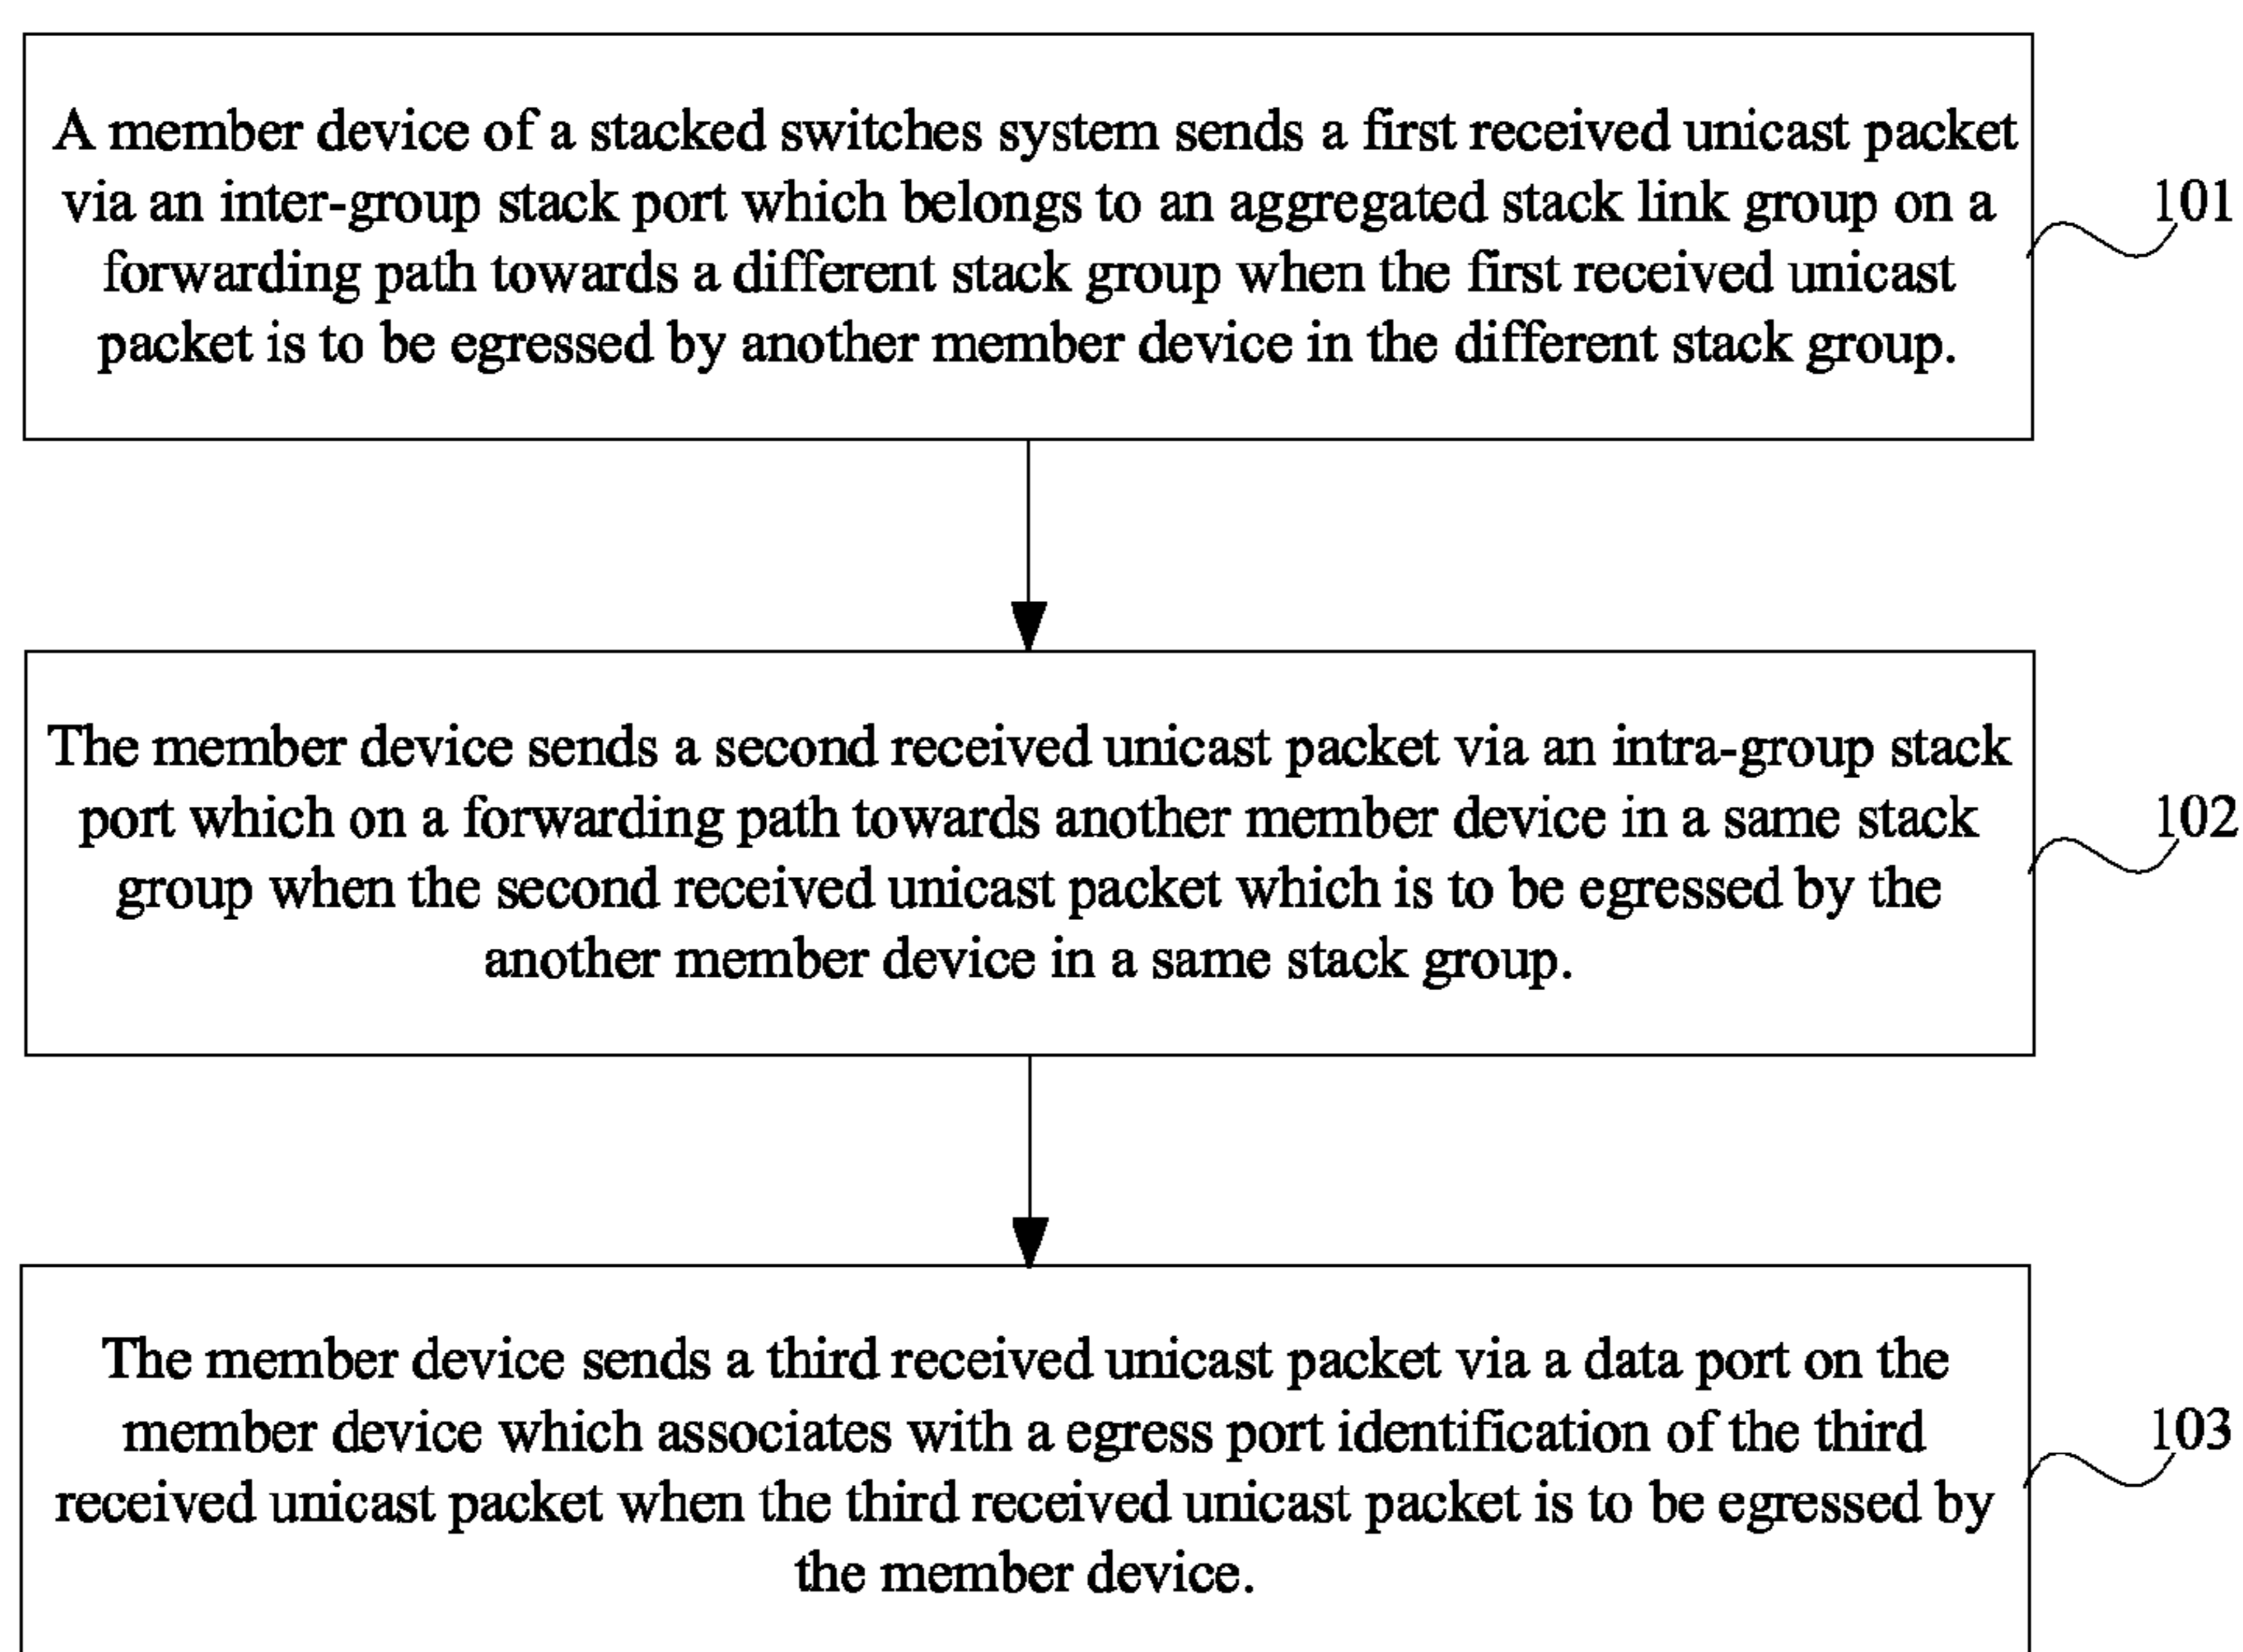 A member device of a stacked switches system sends a first received unicast packet
via an inter-group stack port which belongs to an aggregated stack link group on a
forwarding path towards a different stack group when the first received unicast
packet is to be egressed by another member device in the different stack group.
101
The member device sends a second received unicast packet via an intra-group stack
port which on a forwarding path towards another member device in a same stack
group when the second received unicast packet which is to be egressed by the
another member device in a same stack group.
102
The member device sends a third received unicast packet via a data port on the
member device which associates with a egress port identification of the third
received unicast packet when the third received unicast packet is to be egressed by
the member device.
103